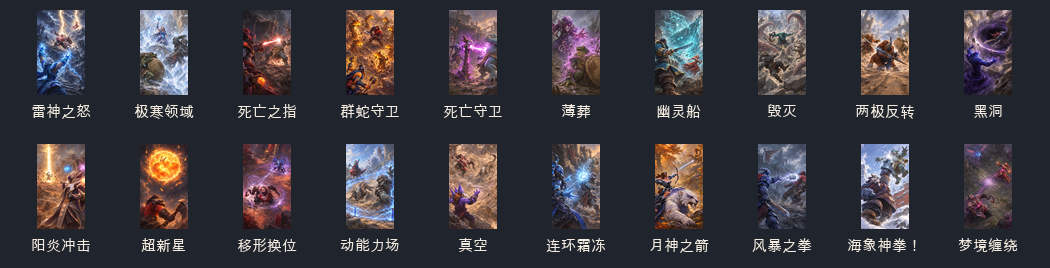 雷神之怒 极寒领域 死亡之指 群蛇守卫 死亡守卫 薄葬 幽灵船 毁灭 两极反转 黑洞
阳炎冲击 超新星 移形换位 动能力场 真空 连环霜冻 月神之箭 风暴之拳 海象神拳！ 梦境缠绕